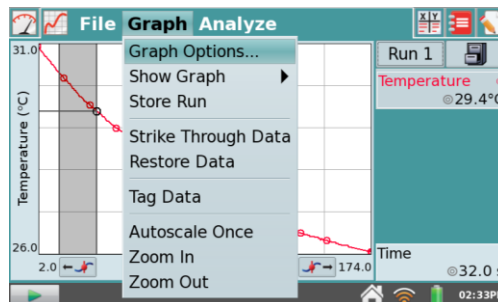 File Graph Analyze
X Y
31.0
Temperature (°C)
26.0
2.0
174.0
Graph Options...
Show Graph
Store Run
Strike Through Data
Restore Data
Tag Data
Autoscale Once
Zoom In
Zoom Out
Run 1
Temperature
29.4°
Time
32.0 s
02:33P